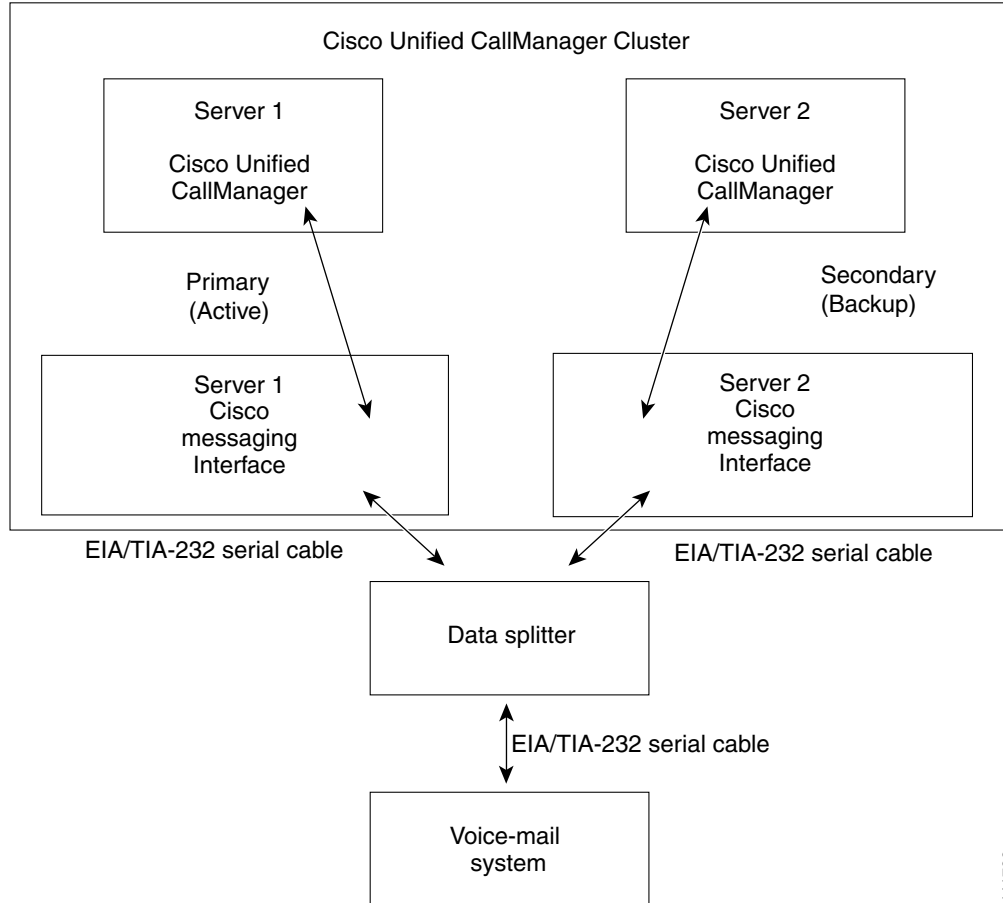 Cisco Unified CallManager Cluster
Server 1
Cisco Unified
CallManager
Server 2
Cisco Unified
CallManager
Primary
(Active)
Secondary
(Backup)
Server 1
Cisco
messaging
Interface
Server 2
Cisco
messaging
Interface
EIA/TIA-232 serial cable
EIA/TIA-232 serial cable
Data splitter
EIA/TIA-232 serial cable
Voice-mail
system